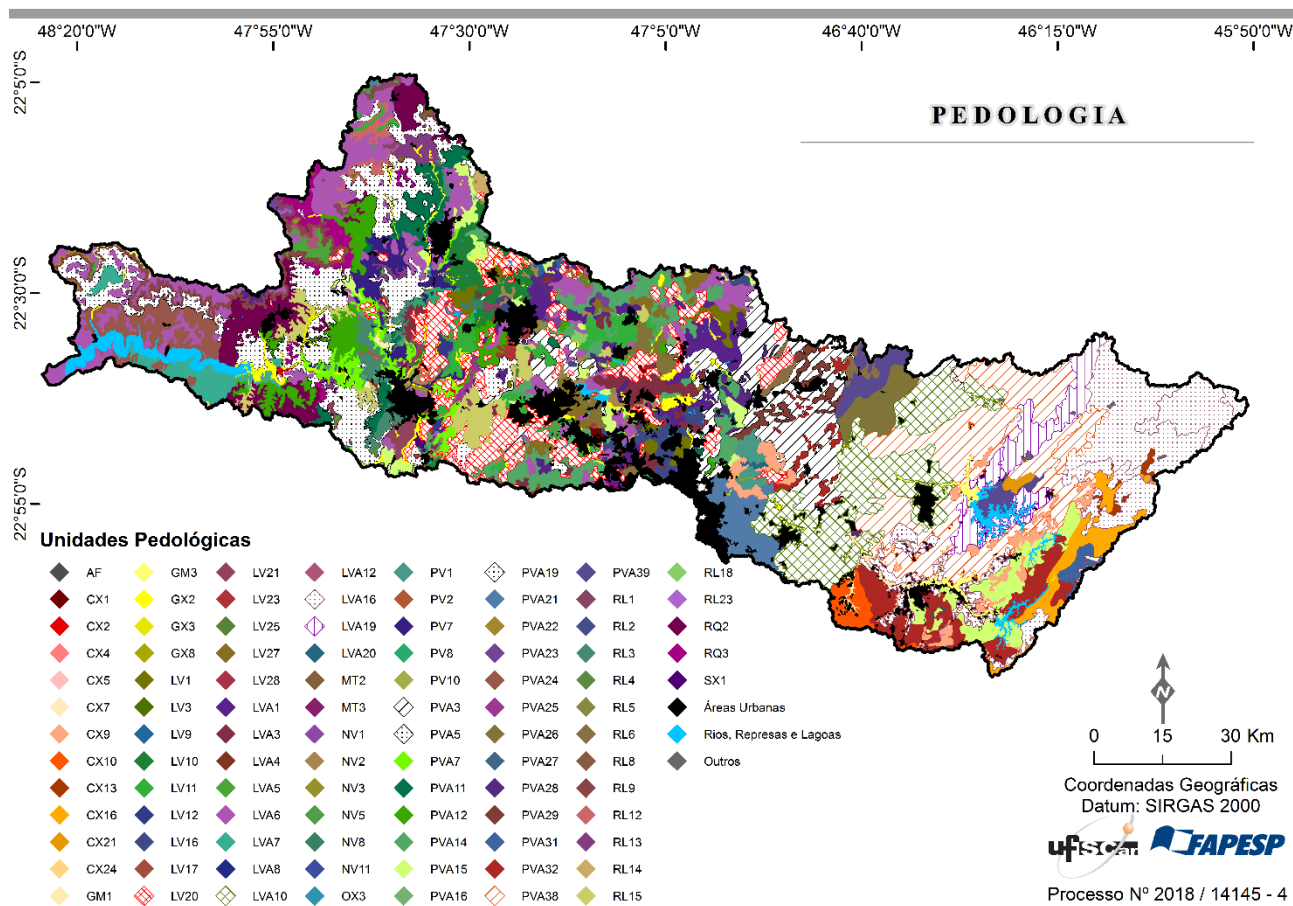 48°20'0"W 47°55'0"W 47°30'0"W 47°50'0"W 46°40'0"W 46°15'0"W 45°50'0"W
22°5'0"S
PEDOLOGIA
22°30'0"S
22°55'0"S
Unidades Pedológicas
AF GM3 LV21 LVA12 PV1 PVA19 PVA39 RL18
CX1 GX2 LV23 LVA16 PV2 PVA21 RL1 RL23
CX2 GX3 LV25 LVA19 PV7 PVA22 RL2 RQ2
CX4 GX8 LV27 LVA20 PV8 PVA23 RL3 RQ3
CX5 LV1 LV28 MT2 PV10 PVA24 RL4 SX1
CX7 LV3 LVA1 MT3 PVA3 PVA25 RL5 Áreas Urbanas
CX9 LV9 LVA3 NV1 PVA5 PVA26 RL6 Rios, Represas e Lagoas
CX10 LV10 LVA4 NV2 PVA7 PVA27 RL8 Outros
CX13 LV11 LVA5 NV3 PVA11 PVA28 RL9
CX16 LV12 LVA6 NV5 PVA12 PVA29 RL12
CX21 LV16 LVA7 NV8 PVA14 PVA31 RL13
CX24 LV17 LVA8 NV11 PVA15 PVA32 RL14
GM1 LV20 LVA10 OX3 PVA16 PVA38 RL15
N
0 15 30 Km
Coordenadas Geográficas
Datum: SIRGAS 2000
ufscar FAPESP
Processo Nº 2018 / 14145 - 4